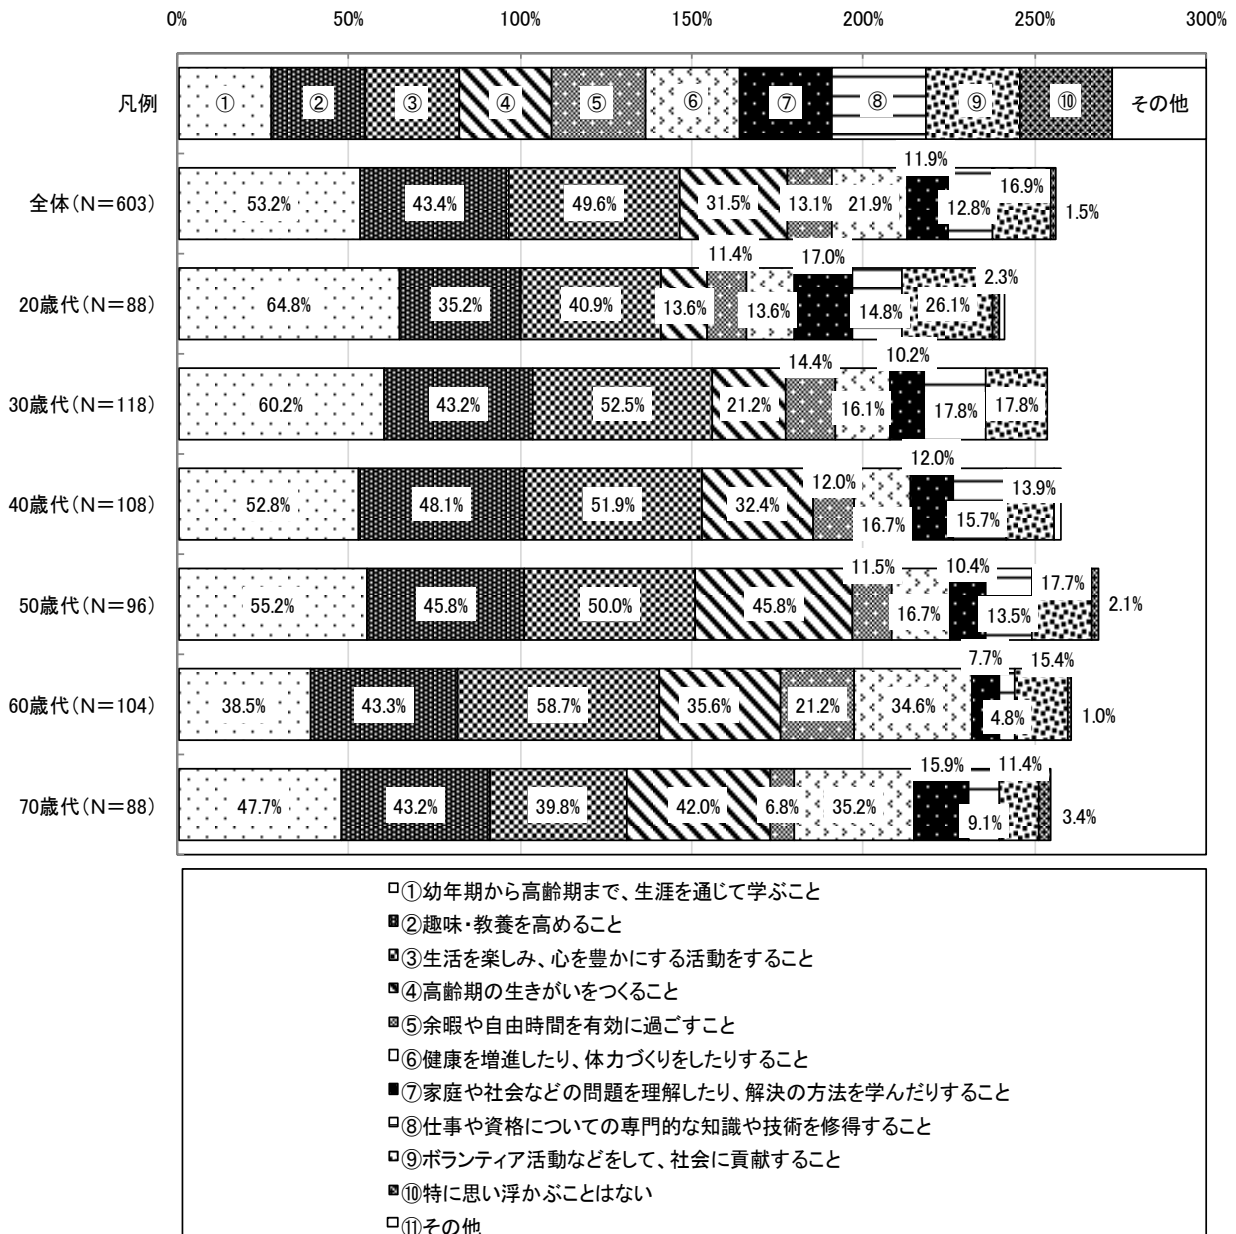 0% 50% 100% 150% 200% 250% 300%
凡例 ① ② ③ ④ ⑤ ⑥ ⑦ ⑧ ⑨ ⑩ その他
全体(N=603) 53.2% 43.4% 49.6% 31.5% 13.1% 21.9% 11.9% 12.8% 16.9% 1.5%
20歳代(N=88) 64.8% 35.2% 40.9% 13.6% 11.4% 13.6% 17.0% 14.8% 26.1% 2.3%
30歳代(N=118) 60.2% 43.2% 52.5% 21.2% 14.4% 16.1% 10.2% 17.8% 17.8%
40歳代(N=108) 52.8% 48.1% 51.9% 32.4% 12.0% 16.7% 12.0% 15.7% 13.9%
50歳代(N=96) 55.2% 45.8% 50.0% 45.8% 11.5% 16.7% 10.4% 13.5% 17.7% 2.1%
60歳代(N=104) 38.5% 43.3% 58.7% 35.6% 21.2% 34.6% 7.7% 4.8% 15.4% 1.0%
70歳代(N=88) 47.7% 43.2% 39.8% 42.0% 6.8% 35.2% 15.9% 9.1% 11.4% 3.4%
①幼年期から高齢期まで、生涯を通じて学ぶこと
②趣味・教養を高めること
③生活を楽しみ、心を豊かにする活動をすること
④高齢期の生きがいをつくること
⑤余暇や自由時間を有効に過ごすこと
⑥健康を増進したり、体力づくりをしたりすること
⑦家庭や社会などの問題を理解したり、解決の方法を学んだりすること
⑧仕事や資格についての専門的な知識や技術を修得すること
⑨ボランティア活動などをして、社会に貢献すること
⑩特に思い浮かぶことはない
⑪その他